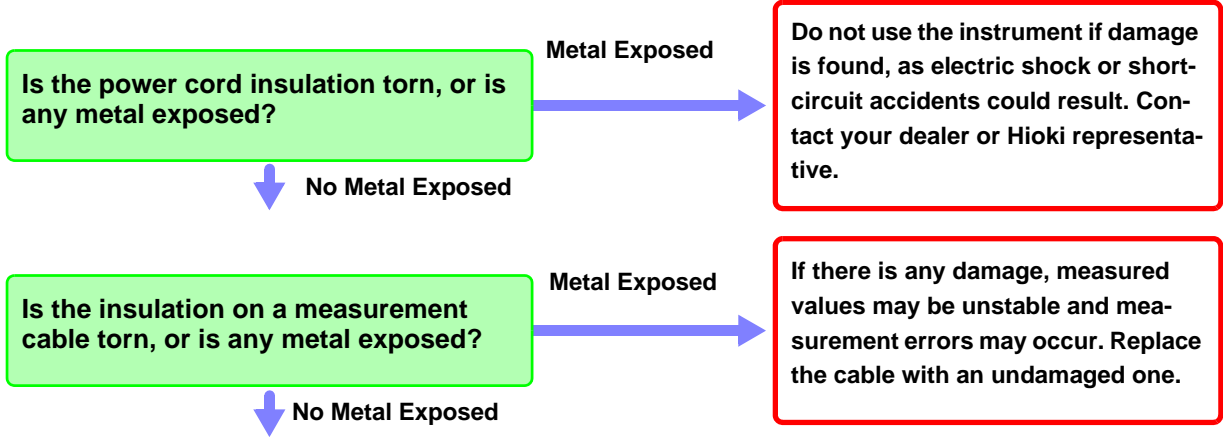 Is the power cord insulation torn, or is
any metal exposed?
Metal Exposed
Do not use the instrument if damage
is found, as electric shock or short-
circuit accidents could result. Con-
tact your dealer or Hioki representa-
tive.
No Metal Exposed
Is the insulation on a measurement
cable torn, or is any metal exposed?
Metal Exposed
If there is any damage, measured
values may be unstable and mea-
surement errors may occur. Replace
the cable with an undamaged one.
No Metal Exposed